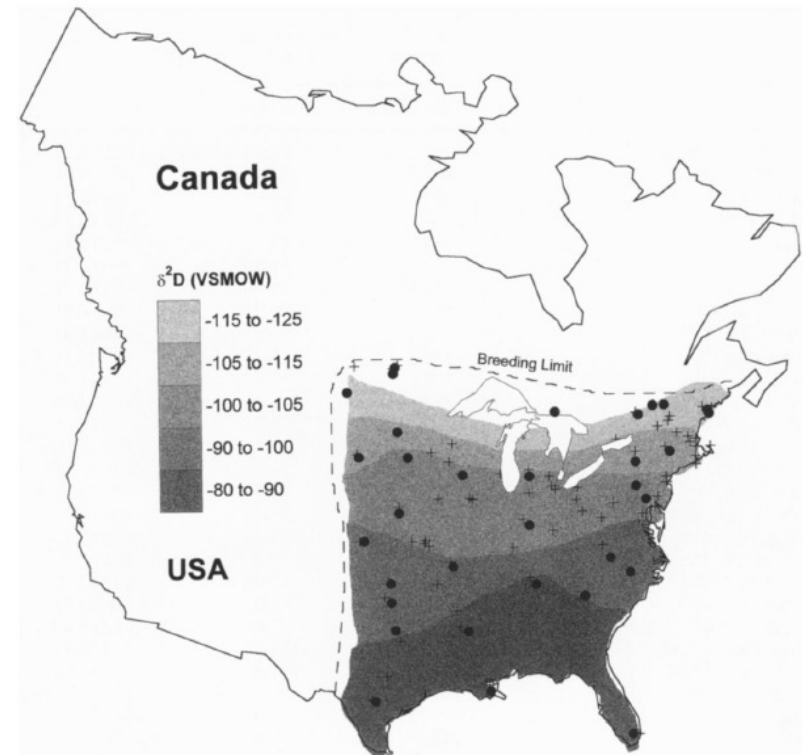 Canada
δ²D (VSMOW)
-115 to -125
-105 to -115
-100 to -105
-90 to -100
-80 to -90
Breeding Limit
USA